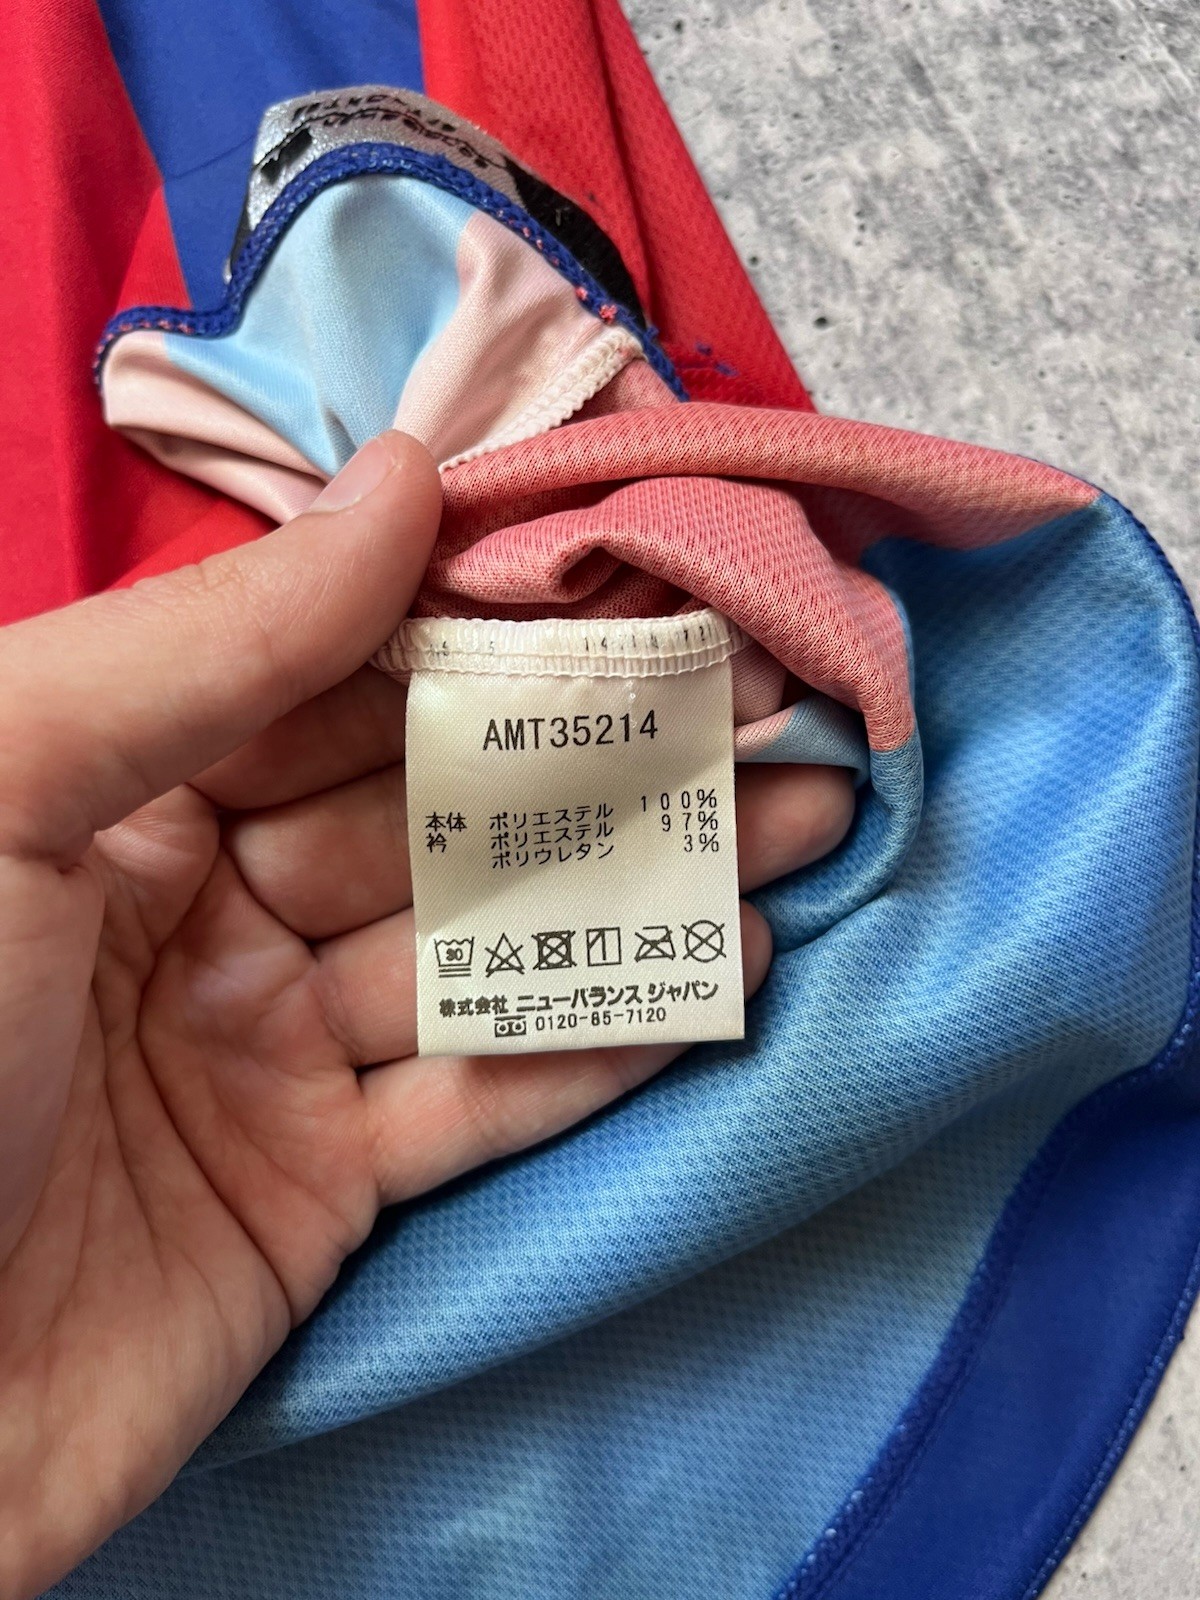 AMT35214
本体 ポリエステル 100%
衿 ポリエステル 97%
ポリウレタン 3%
30
株式会社 ニューバランス ジャパン
0120-85-7120